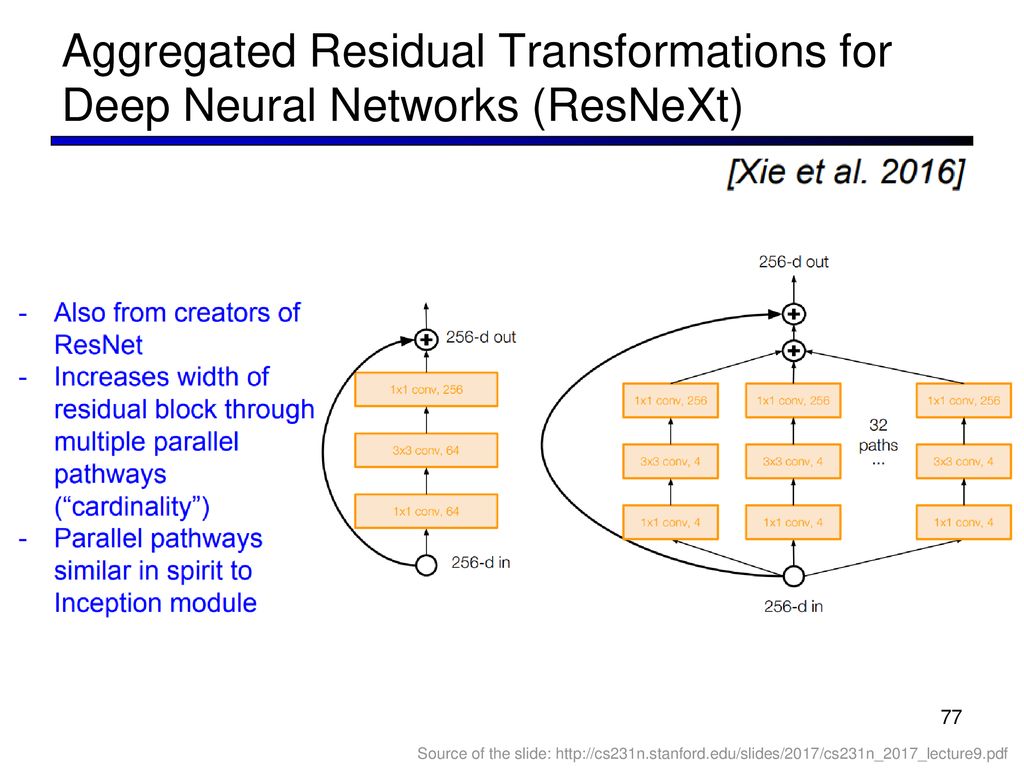 Aggregated Residual Transformations for
Deep Neural Networks (ResNeXt)
[Xie et al. 2016]
- Also from creators of
ResNet
- Increases width of
residual block through
multiple parallel
pathways
(“cardinality”)
- Parallel pathways
similar in spirit to
Inception module
256-d out
1x1 conv, 256
3x3 conv, 64
1x1 conv, 64
256-d in
256-d out
1x1 conv, 256 1x1 conv, 256 1x1 conv, 256
32
paths
...
3x3 conv, 4 3x3 conv, 4 3x3 conv, 4
1x1 conv, 4 1x1 conv, 4 1x1 conv, 4
256-d in
77
Source of the slide: http://cs231n.stanford.edu/slides/2017/cs231n_2017_lecture9.pdf